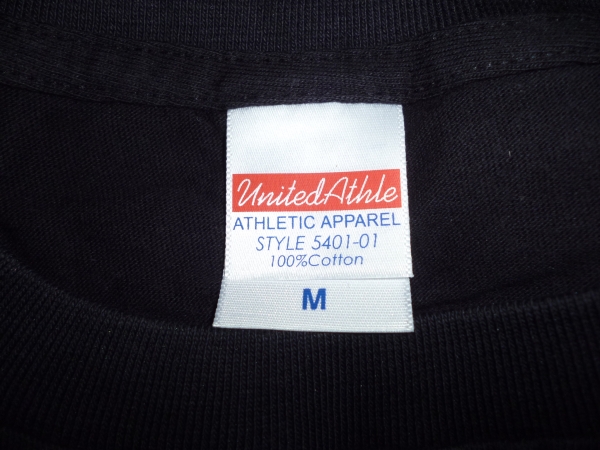 UnitedAthle
ATHLETIC APPAREL
STYLE 5401-01
100%Cotton
M